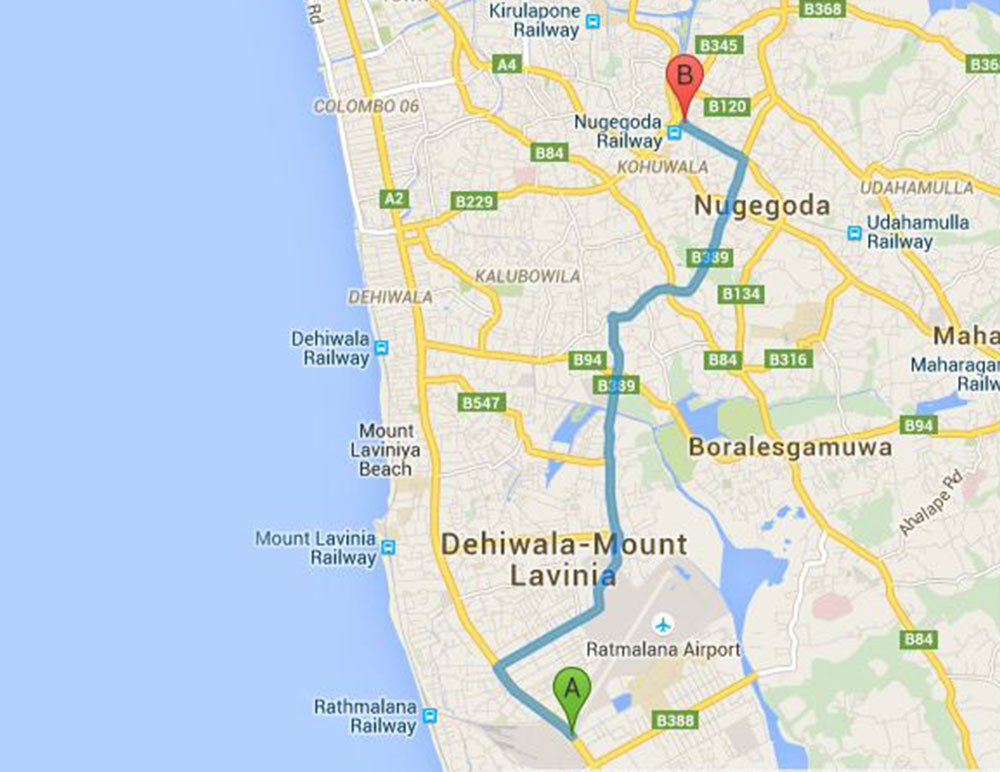 Rd
TOWN
Kirulapone
Railway
B368
B345
A4
B36
B
B120
COLOMBO 06
Nugegoda
Railway
B84
KOHUWALA
A2
B229
Nugegoda
UDAHAMULLA
Udahamulla
Railway
B389
KALUBOWILA
DEHIWALA
B134
Dehiwala
Railway
B94
B84
B316
Maha
Maharagar
Railw
B389
B547
B94
Mount
Laviniya
Beach
Boralesgamuwa
Ahalape Rd
Mount Lavinia
Railway
Dehiwala-Mount
Lavinia
Ratmalana Airport
B84
A
Rathmalana
Railway
B388